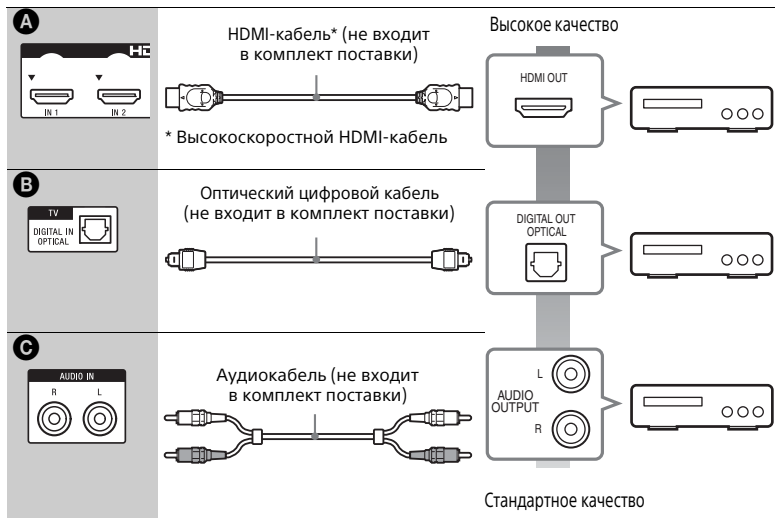 A
HDMI-кабель* (не входит
в комплект поставки)
Высокое качество
IN 1
IN 2
HDMI OUT
* Высокоскоростной HDMI-кабель
B
TV
DIGITAL IN
OPTICAL
Оптический цифровой кабель
(не входит в комплект поставки)
DIGITAL OUT
OPTICAL
C
AUDIO IN
R L
Аудиокабель (не входит
в комплект поставки)
L
AUDIO
OUTPUT
R
Стандартное качество